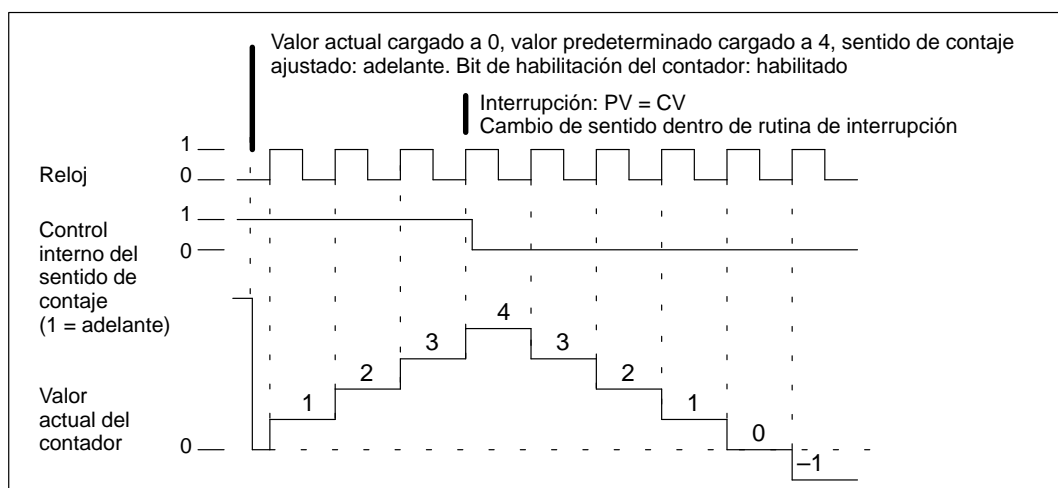 Valor actual cargado a 0, valor predeterminado cargado a 4, sentido de contaje
ajustado: adelante. Bit de habilitación del contador: habilitado
Interrupción: PV = CV
Cambio de sentido dentro de rutina de interrupción
1
Reloj
0
1
Control
interno del
0
sentido de
contaje
(1 = adelante)
4
3
3
2
2
1
1
Valor
actual del
contador
0
0
–1